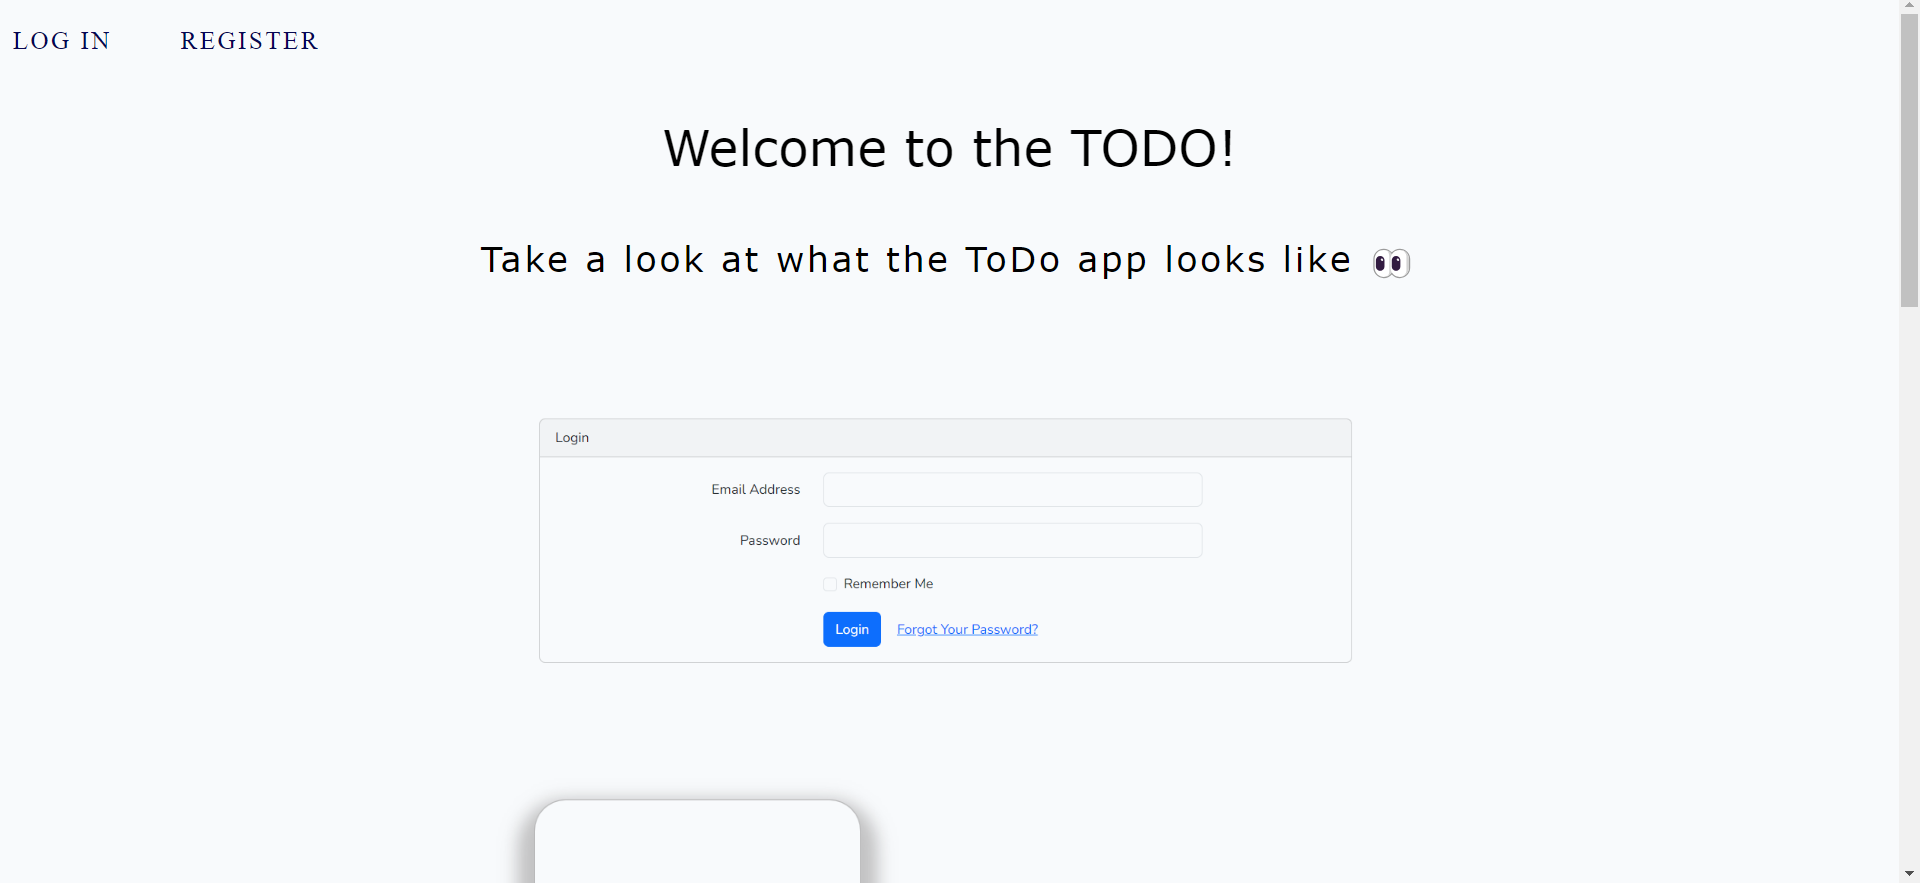 LOG IN REGISTER
Welcome to the TODO!
Take a look at what the ToDo app looks like 👀
Login
Email Address
Password
Remember Me
Login Forgot Your Password?